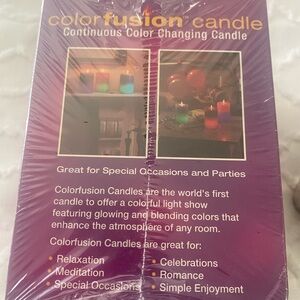 colorfusion candle
Continuous Color Changing Candle
Great for Special Occasions and Parties
Colorfusion Candles are the world's first
candle to offer a colorful light show
featuring glowing and blending colors that
enhance the atmosphere of any room.
Colorfusion Candles are great for:
• Relaxation
• Meditation
• Special Occasions
• Celebrations
• Romance
• Simple Enjoyment